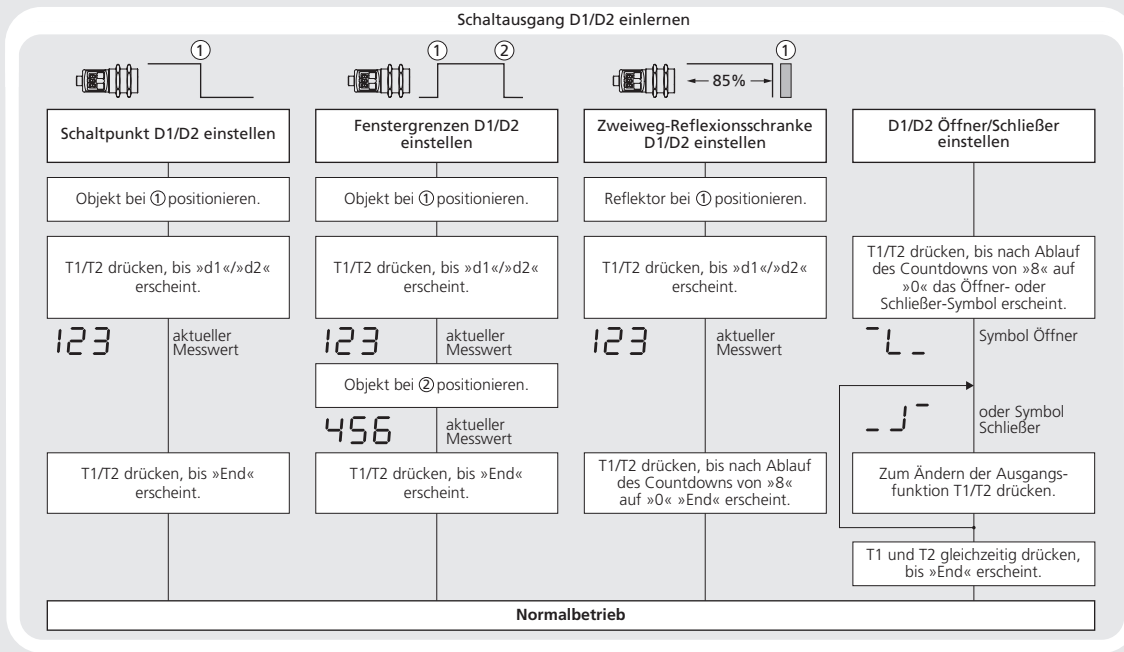 Schaltausgang D1/D2 einlernen
①
Schaltpunkt D1/D2 einstellen
Objekt bei ① positionieren.
T1/T2 drücken, bis »d1«/»d2«
erscheint.
123
aktueller
Messwert
T1/T2 drücken, bis »End«
erscheint.
① ②
Fenstergrenzen D1/D2
einstellen
Objekt bei ① positionieren.
T1/T2 drücken, bis »d1«/»d2«
erscheint.
123
aktueller
Messwert
Objekt bei ② positionieren.
456
aktueller
Messwert
T1/T2 drücken, bis »End«
erscheint.
①
85%
Zweiweg-Reflexionsschranke
D1/D2 einstellen
Reflektor bei ① positionieren.
T1/T2 drücken, bis »d1«/»d2«
erscheint.
123
aktueller
Messwert
T1/T2 drücken, bis nach Ablauf
des Countdowns von »8«
auf »0« »End« erscheint.
D1/D2 Öffner/Schließer
einstellen
T1/T2 drücken, bis nach Ablauf
des Countdowns von »8« auf
»0« das Öffner- oder
Schließer-Symbol erscheint.
Symbol Öffner
oder Symbol
Schließer
Zum Ändern der Ausgangs-
funktion T1/T2 drücken.
T1 und T2 gleichzeitig drücken,
bis »End« erscheint.
Normalbetrieb